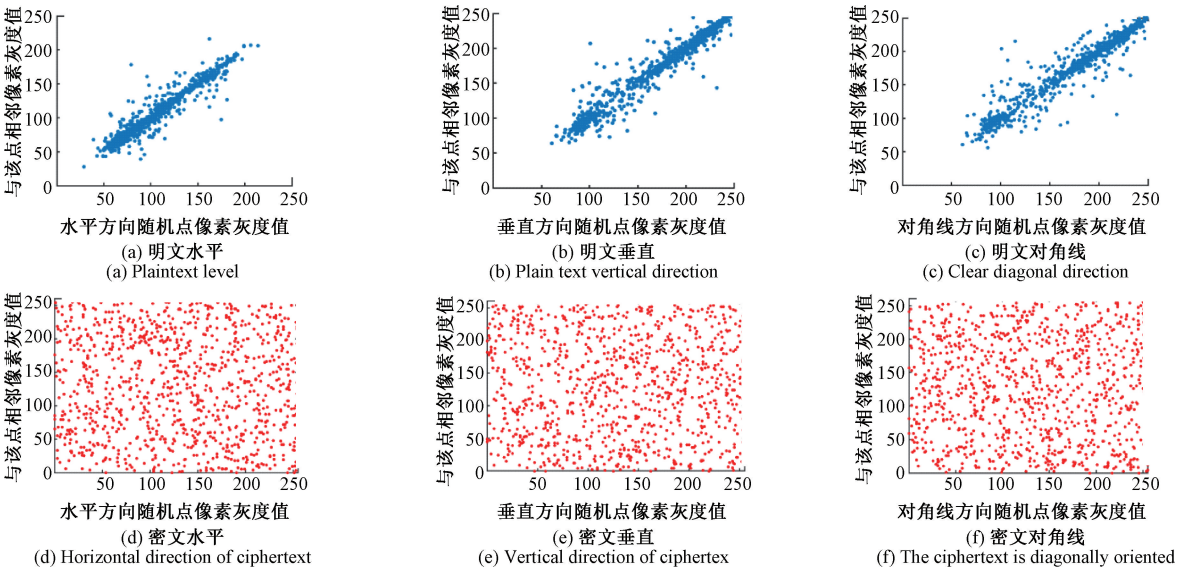 与该点相邻像素灰度值
250
200
150
100
50
0
50
100
150
200
250
水平方向随机点像素灰度值
(a) 明文水平
(a) Plaintext level
与该点相邻像素灰度值
250
200
150
100
50
0
50
100
150
200
250
垂直方向随机点像素灰度值
(b) 明文垂直
(b) Plain text vertical direction
与该点相邻像素灰度值
250
200
150
100
50
0
50
100
150
200
250
对角线方向随机点像素灰度值
(c) 明文对角线
(c) Clear diagonal direction
与该点相邻像素灰度值
250
200
150
100
50
0
50
100
150
200
250
水平方向随机点像素灰度值
(d) 密文水平
(d) Horizontal direction of ciphertext
与该点相邻像素灰度值
250
200
150
100
50
0
50
100
150
200
250
垂直方向随机点像素灰度值
(e) 密文垂直
(e) Vertical direction of ciphertex
与该点相邻像素灰度值
250
200
150
100
50
0
50
100
150
200
250
对角线方向随机点像素灰度值
(f) 密文对角线
(f) The ciphertext is diagonally oriented